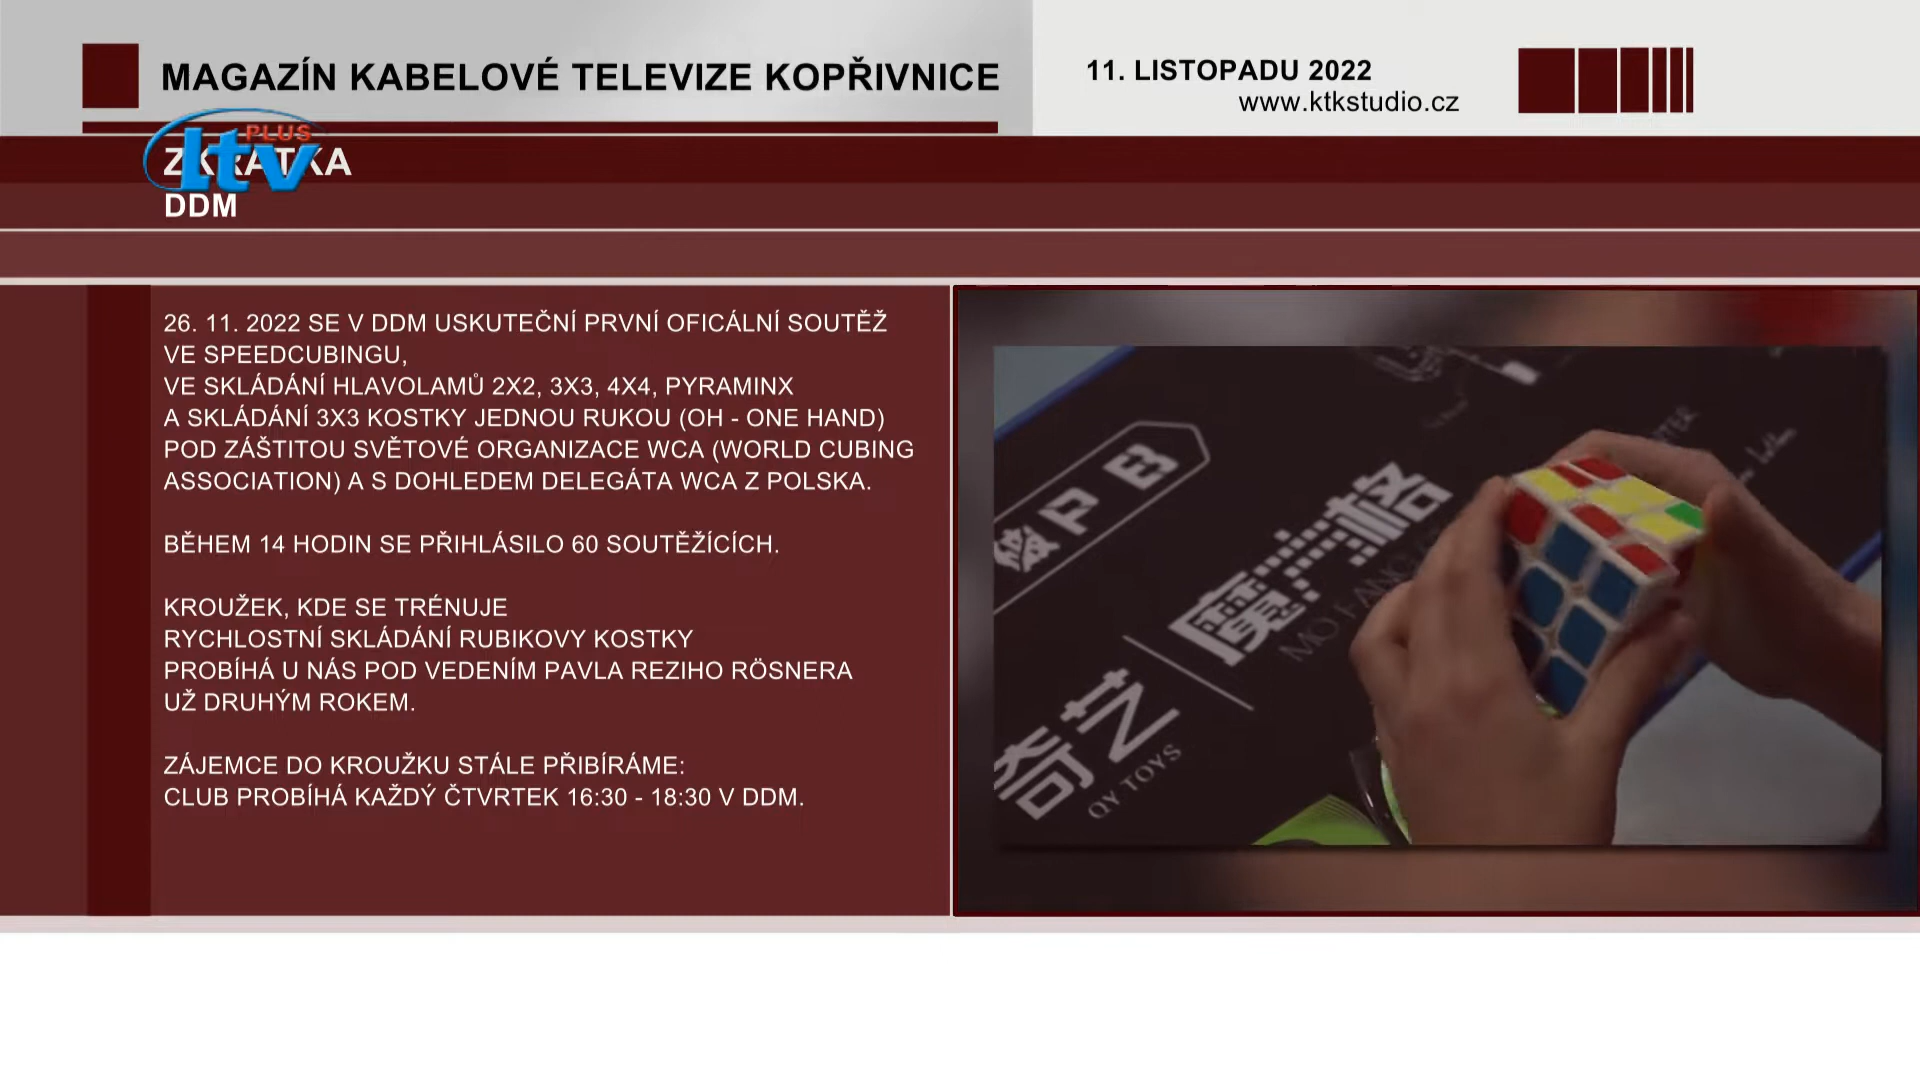 MAGAZÍN KABELOVÉ TELEVIZE KOPŘIVNICE
11. LISTOPADU 2022
www.ktkstudio.cz
PLUS
ltv
ZKRÁTKA
DDM
26. 11. 2022 SE V DDM USKUTEČNÍ PRVNÍ OFICÁLNÍ SOUTĚŽ
VE SPEEDCUBINGU,
VE SKLÁDÁNÍ HLAVOLAMŮ 2X2, 3X3, 4X4, PYRAMINX
A SKLÁDÁNÍ 3X3 KOSTKY JEDNOU RUKOU (OH - ONE HAND)
POD ZÁŠTITOU SVĚTOVÉ ORGANIZACE WCA (WORLD CUBING
ASSOCIATION) A S DOHLEDEM DELEGÁTA WCA Z POLSKA.
BĚHEM 14 HODIN SE PŘIHLÁSILO 60 SOUTĚŽÍCÍCH.
KROUŽEK, KDE SE TRÉNUJE
RYCHLOSTNÍ SKLÁDÁNÍ RUBIKOVY KOSTKY
PROBÍHÁ U NÁS POD VEDENÍM PAVLA REZIHO RÖSNERA
UŽ DRUHÝM ROKEM.
ZÁJEMCE DO KROUŽKU STÁLE PŘIBÍRÁME:
CLUB PROBÍHÁ KAŽDÝ ČTVRTEK 16:30 - 18:30 V DDM.
魔方格
MO FANG
奇艺
QY TOYS